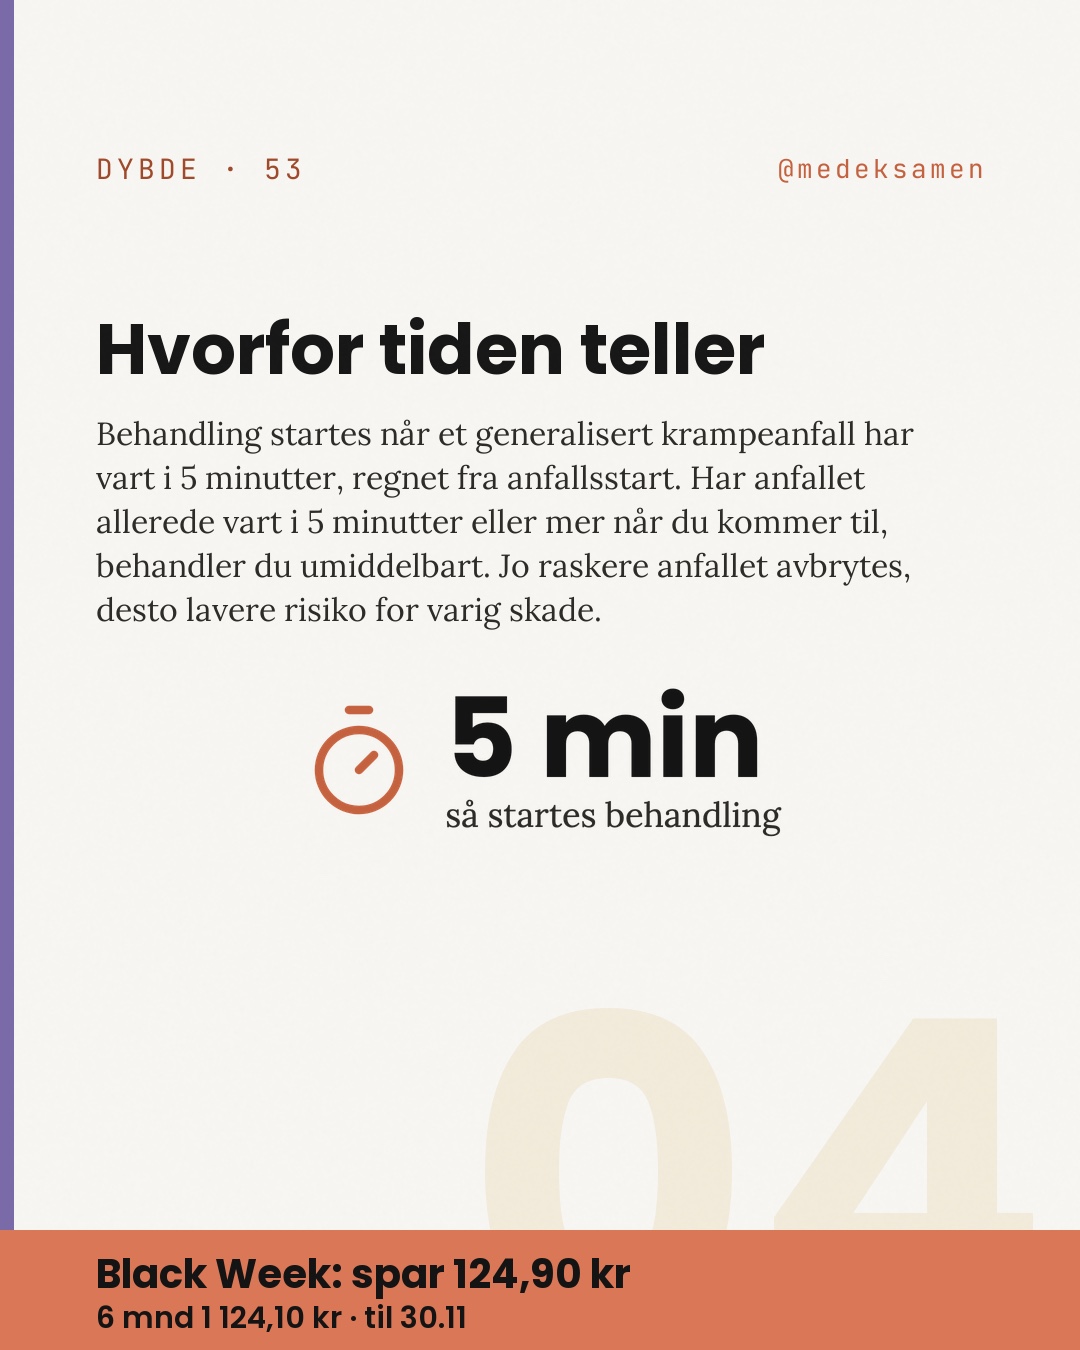 DYBDE · 53
@medeksamen
Hvorfor tiden teller
Behandling startes når et generalisert krampeanfall har
vart i 5 minutter, regnet fra anfallsstart. Har anfallet
allerede vart i 5 minutter eller mer når du kommer til,
behandler du umiddelbart. Jo raskere anfallet avbrytes,
desto lavere risiko for varig skade.
5 min
så startes behandling
04
Black Week: spar 124,90 kr
6 mnd 1 124,10 kr · til 30.11